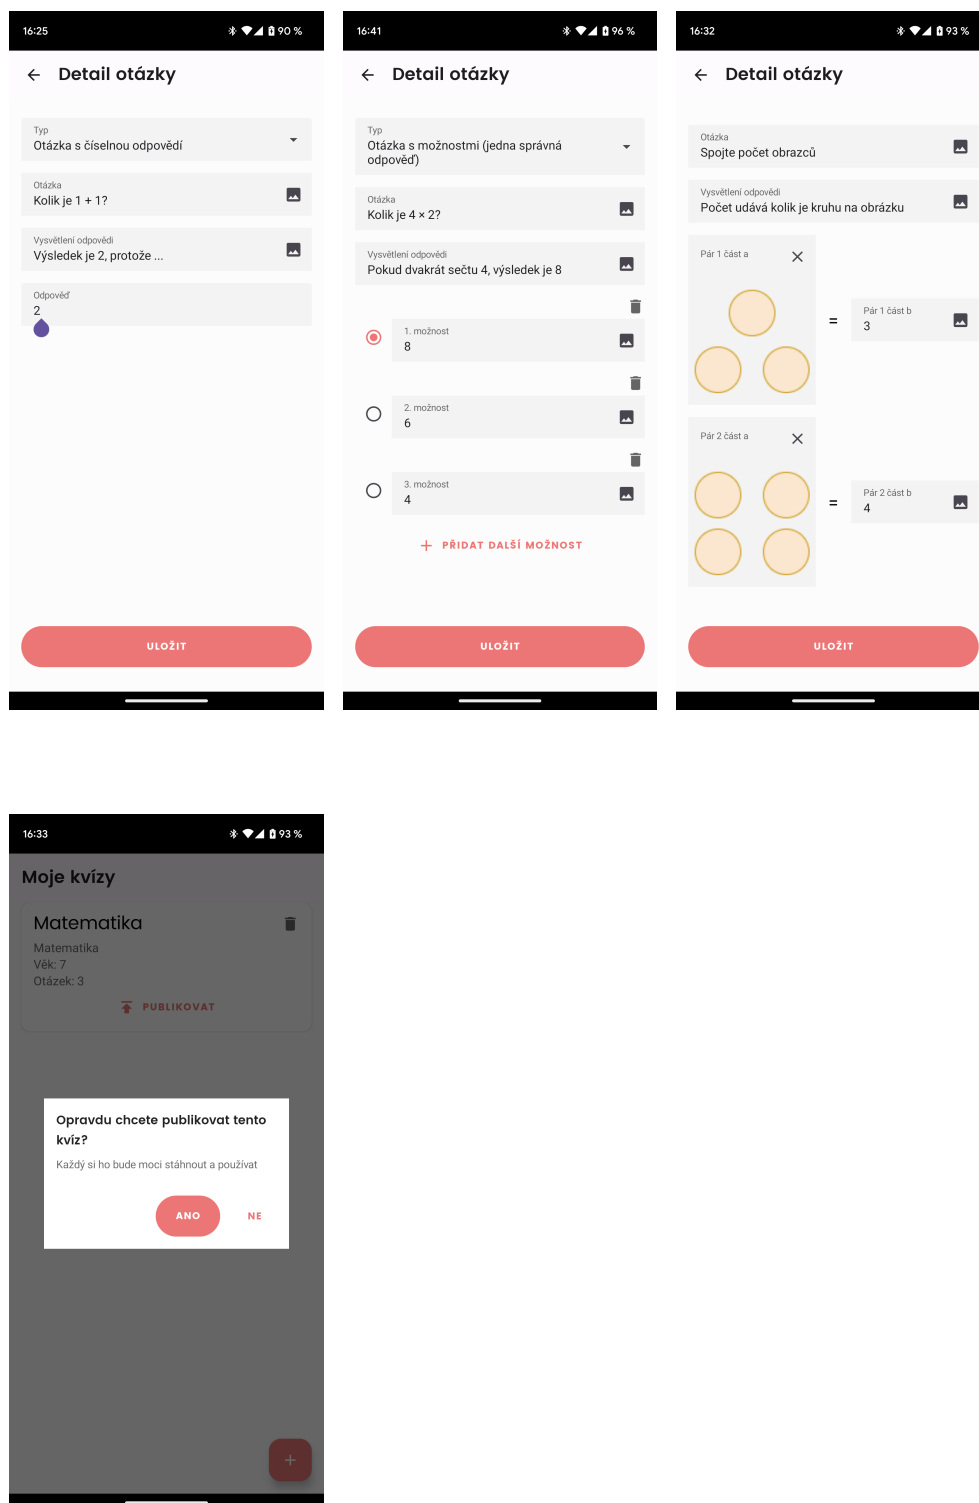 16:25
90 %
Detail otázky
Typ
Otázka s číselnou odpovědí
Otázka
Kolik je 1 + 1?
Vysvětlení odpovědi
Výsledek je 2, protože ...
Odpověď
2
ULOŽIT
16:41
96 %
Detail otázky
Typ
Otázka s možnostmi (jedna správná
odpověď)
Otázka
Kolik je 4 × 2?
Vysvětlení odpovědi
Pokud dvakrát sečtu 4, výsledek je 8
1. možnost
8
2. možnost
6
3. možnost
4
PŘIDAT DALŠÍ MOŽNOST
ULOŽIT
16:32
93 %
Detail otázky
Otázka
Spojte počet obrazců
Vysvětlení odpovědi
Počet udává kolik je kruhu na obrázku
Pár 1 část a
=
Pár 1 část b
3
Pár 2 část a
=
Pár 2 část b
4
ULOŽIT
16:33
93 %
Moje kvízy
Matematika
Matematika
Věk: 7
Otázek: 3
PUBLIKOVAT
Opravdu chcete publikovat tento
kvíz?
Každý si ho bude moci stáhnout a používat
ANO NE